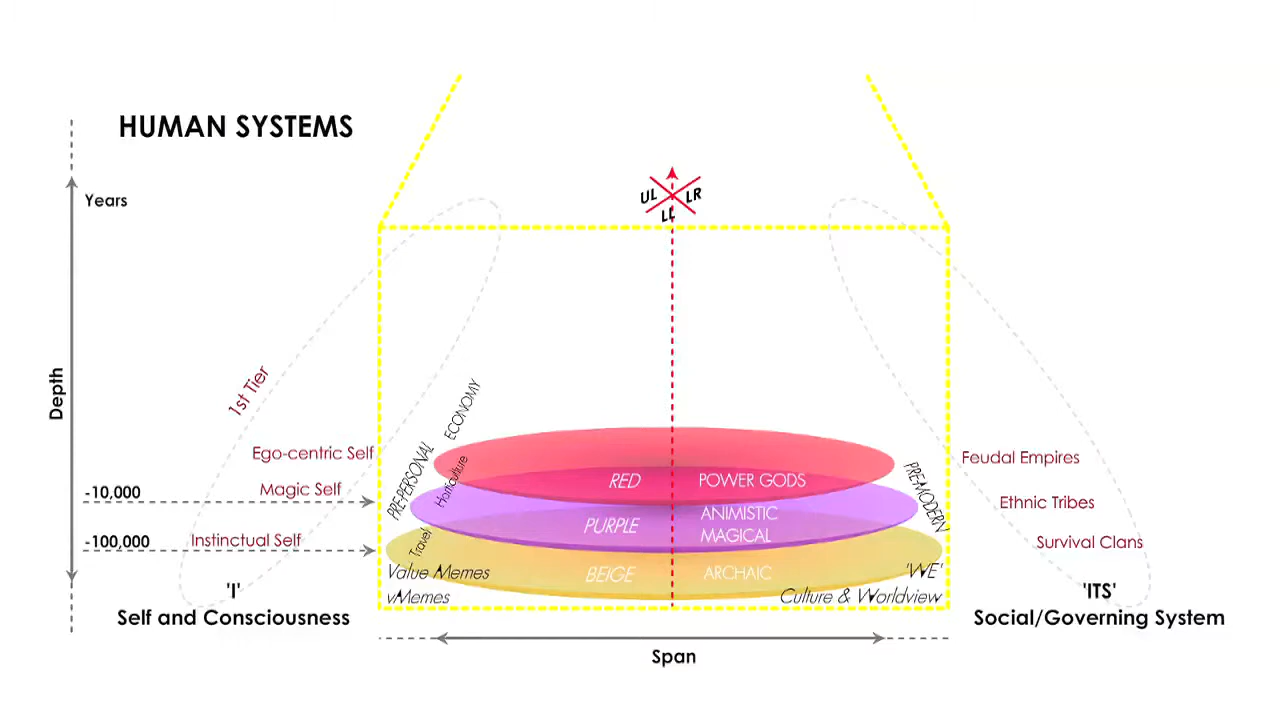 HUMAN SYSTEMS
Years
UL
LR
LL
Depth
1st Tier
ECONOMY
Ego-centric Self
PRE-PERSONAL
Horticulture
RED
POWER GODS
PRE-MODERN
Feudal Empires
-10,000
Magic Self
PURPLE
ANIMISTIC
MAGICAL
Ethnic Tribes
-100,000
Instinctual Self
Travel
Survival Clans
Value Memes
BEIGE
ARCHAIC
'WE'
vMemes
Culture & Worldview
'I'
Self and Consciousness
'ITS'
Social/Governing System
Span